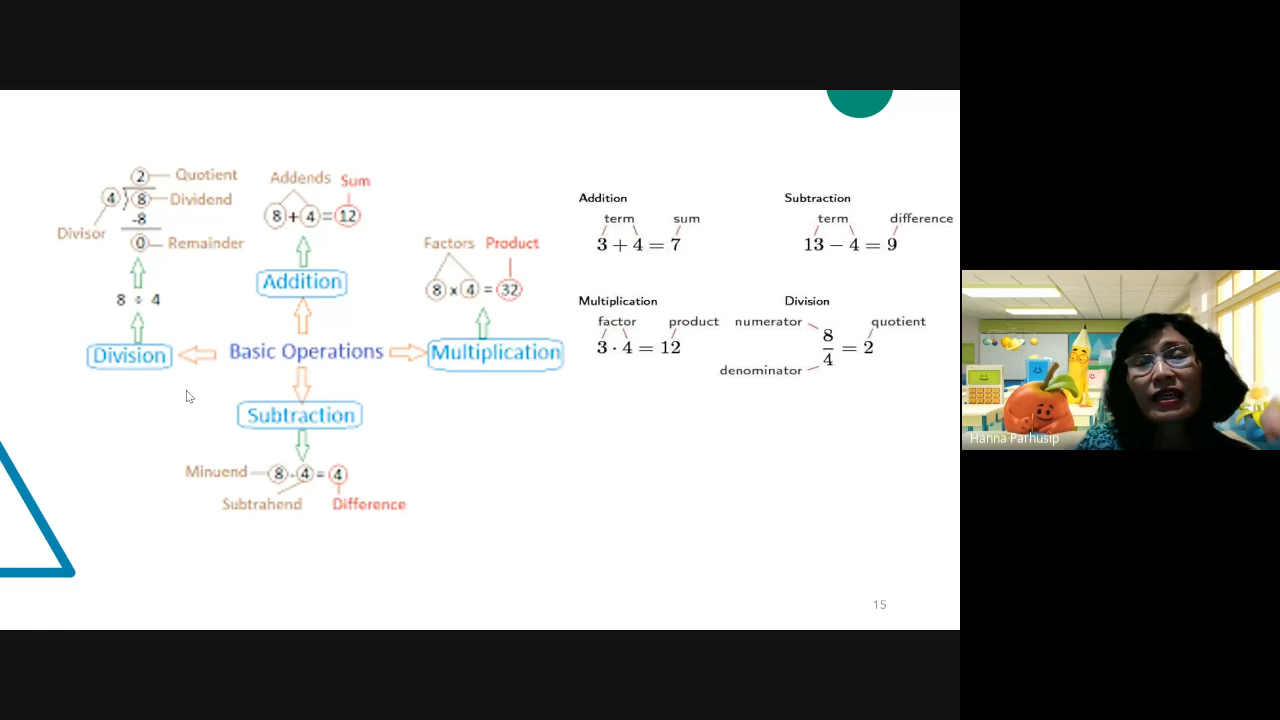 2 Quotient
4 ) 8 Dividend
-8
Divisor
0 Remainder
8 ÷ 4
Division
Addends Sum
8 + 4 = 12
Addition
Factors Product
8 x 4 = 32
Basic Operations
Multiplication
Subtraction
Minuend 8 - 4 = 4
Subtrahend Difference
Addition
term sum
3 + 4 = 7
Subtraction
term difference
13 − 4 = 9
Multiplication
factor product
3 · 4 = 12
Division
numerator quotient
8/4 = 2
denominator
15
Hanna Parhusip